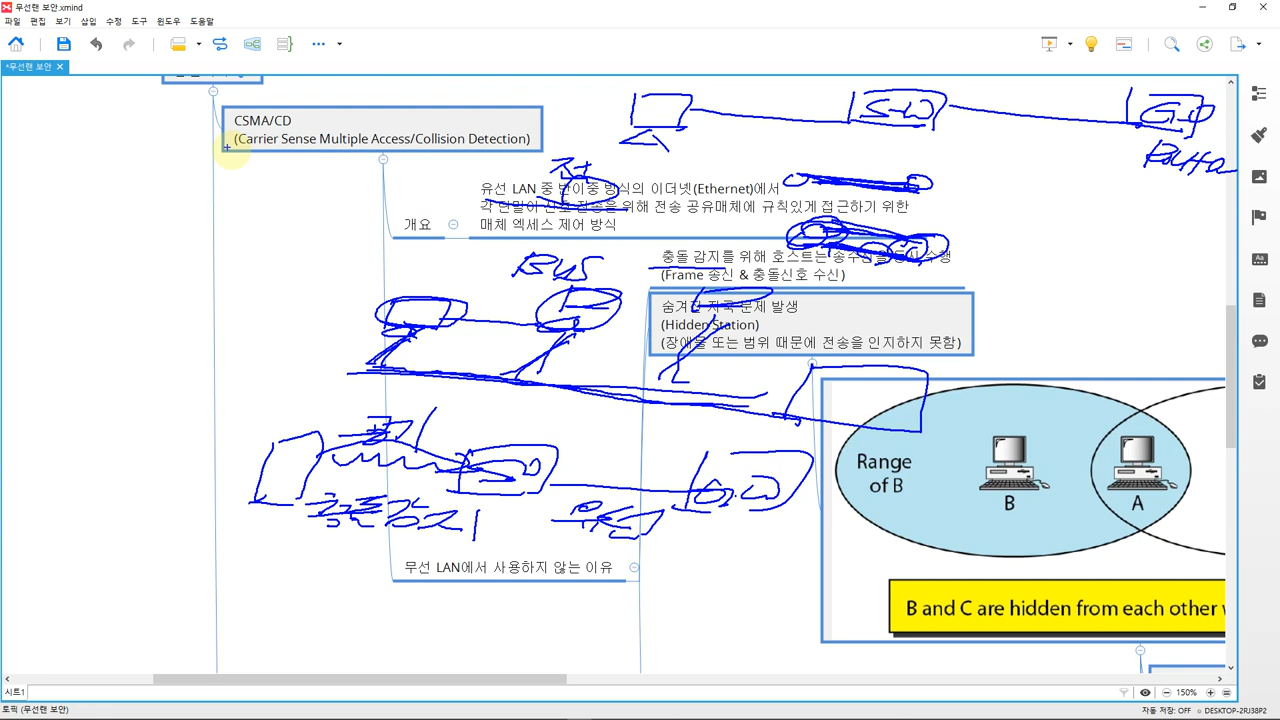 무선랜 보안.xmind
파일 편집 보기 삽입 수정 도구 윈도우 도움말
*무선랜 보안
CSMA/CD
(Carrier Sense Multiple Access/Collision Detection)
S-W
G-W
개요
유선 LAN 중 반이중 방식의 이더넷(Ethernet)에서
각 단말이 신호 전송을 위해 전송 공유매체에 규칙있게 접근하기 위한
매체 엑세스 제어 방식
BUS
충돌 감지를 위해 호스트는 송수신을 동시 수행
(Frame 송신 & 충돌신호 수신)
숨겨진 지국 문제 발생
(Hidden Station)
(장애물 또는 범위 때문에 전송을 인지하지 못함)
G.W
Range
of B
B
A
무선 LAN에서 사용하지 않는 이유
B and C are hidden from each other
시트1
150%
토픽 (무선랜 보안)
자동 저장: OFF
DESKTOP-2RJ38P2